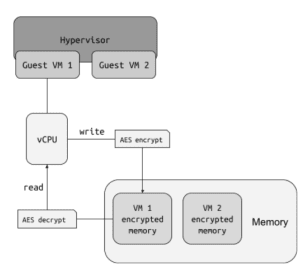 Hypervisor
Guest VM 1
Guest VM 2
vCPU
write
AES encrypt
read
AES decrypt
VM 1
encrypted
memory
VM 2
encrypted
memory
Memory